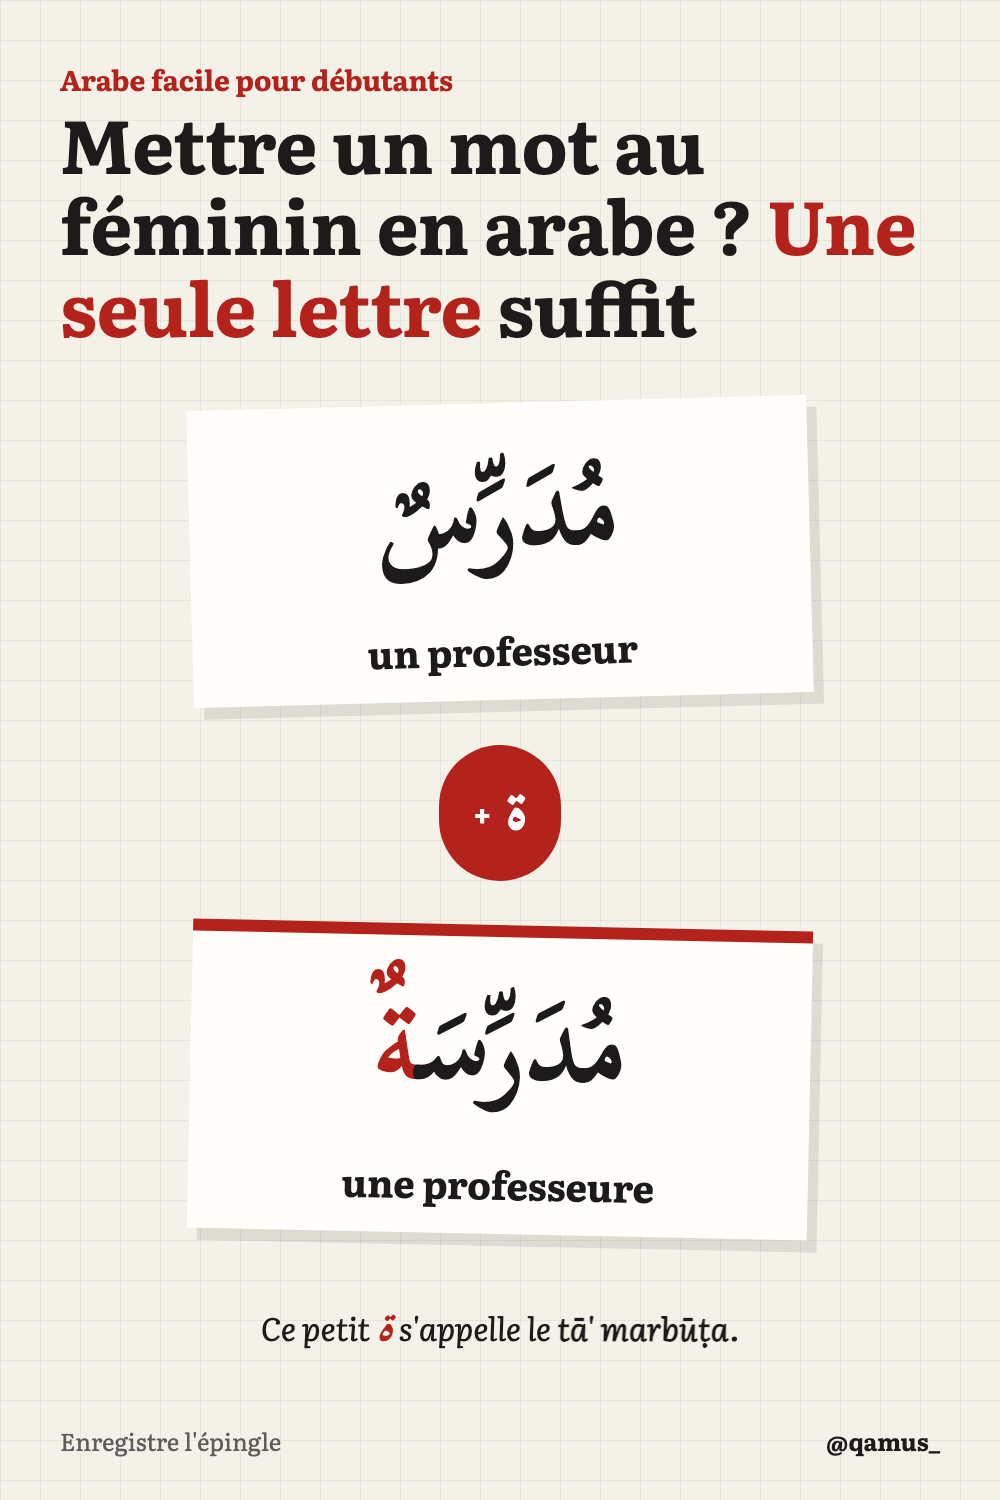 Arabe facile pour débutants
Mettre un mot au
féminin en arabe ? Une
seule lettre suffit
مُدَرِّسٌ
un professeur
+ ة
مُدَرِّسَةٌ
une professeure
Ce petit ة s'appelle le tā' marbūṭa.
Enregistre l'épingle
@qamus_